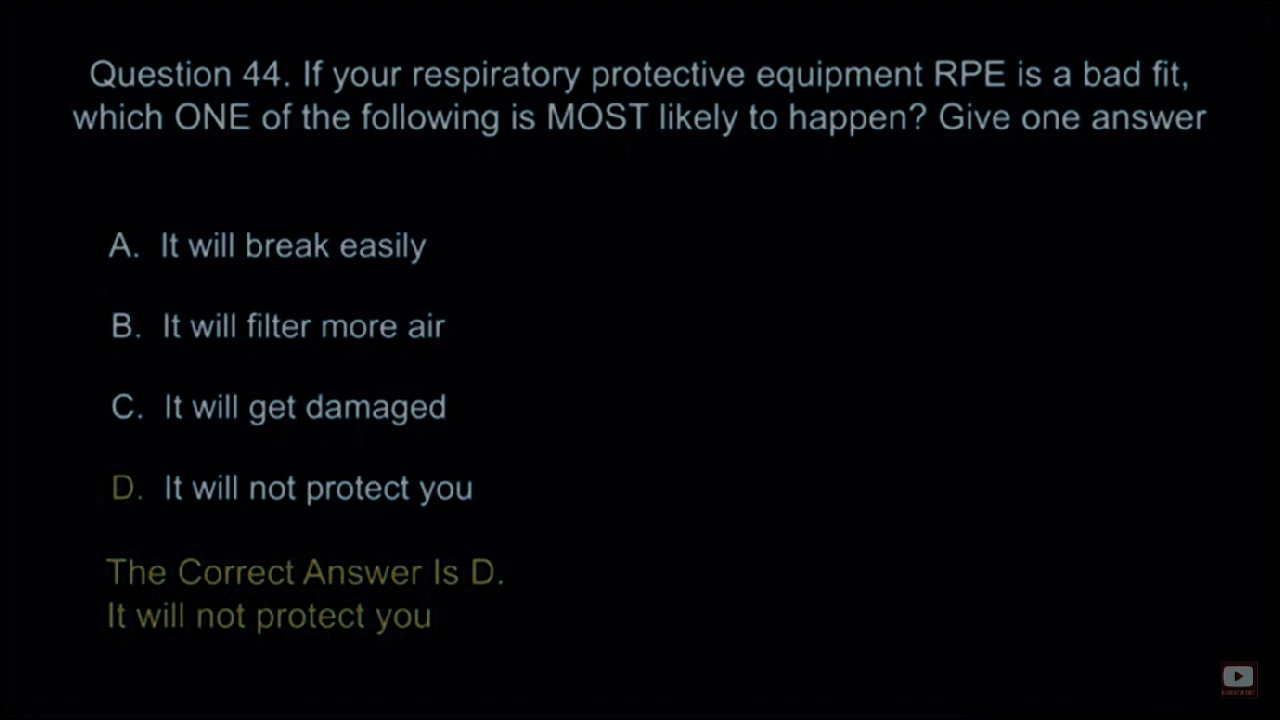 Question 44. If your respiratory protective equipment RPE is a bad fit,
which ONE of the following is MOST likely to happen? Give one answer
A. It will break easily
B. It will filter more air
C. It will get damaged
D. It will not protect you
The Correct Answer Is D.
It will not protect you